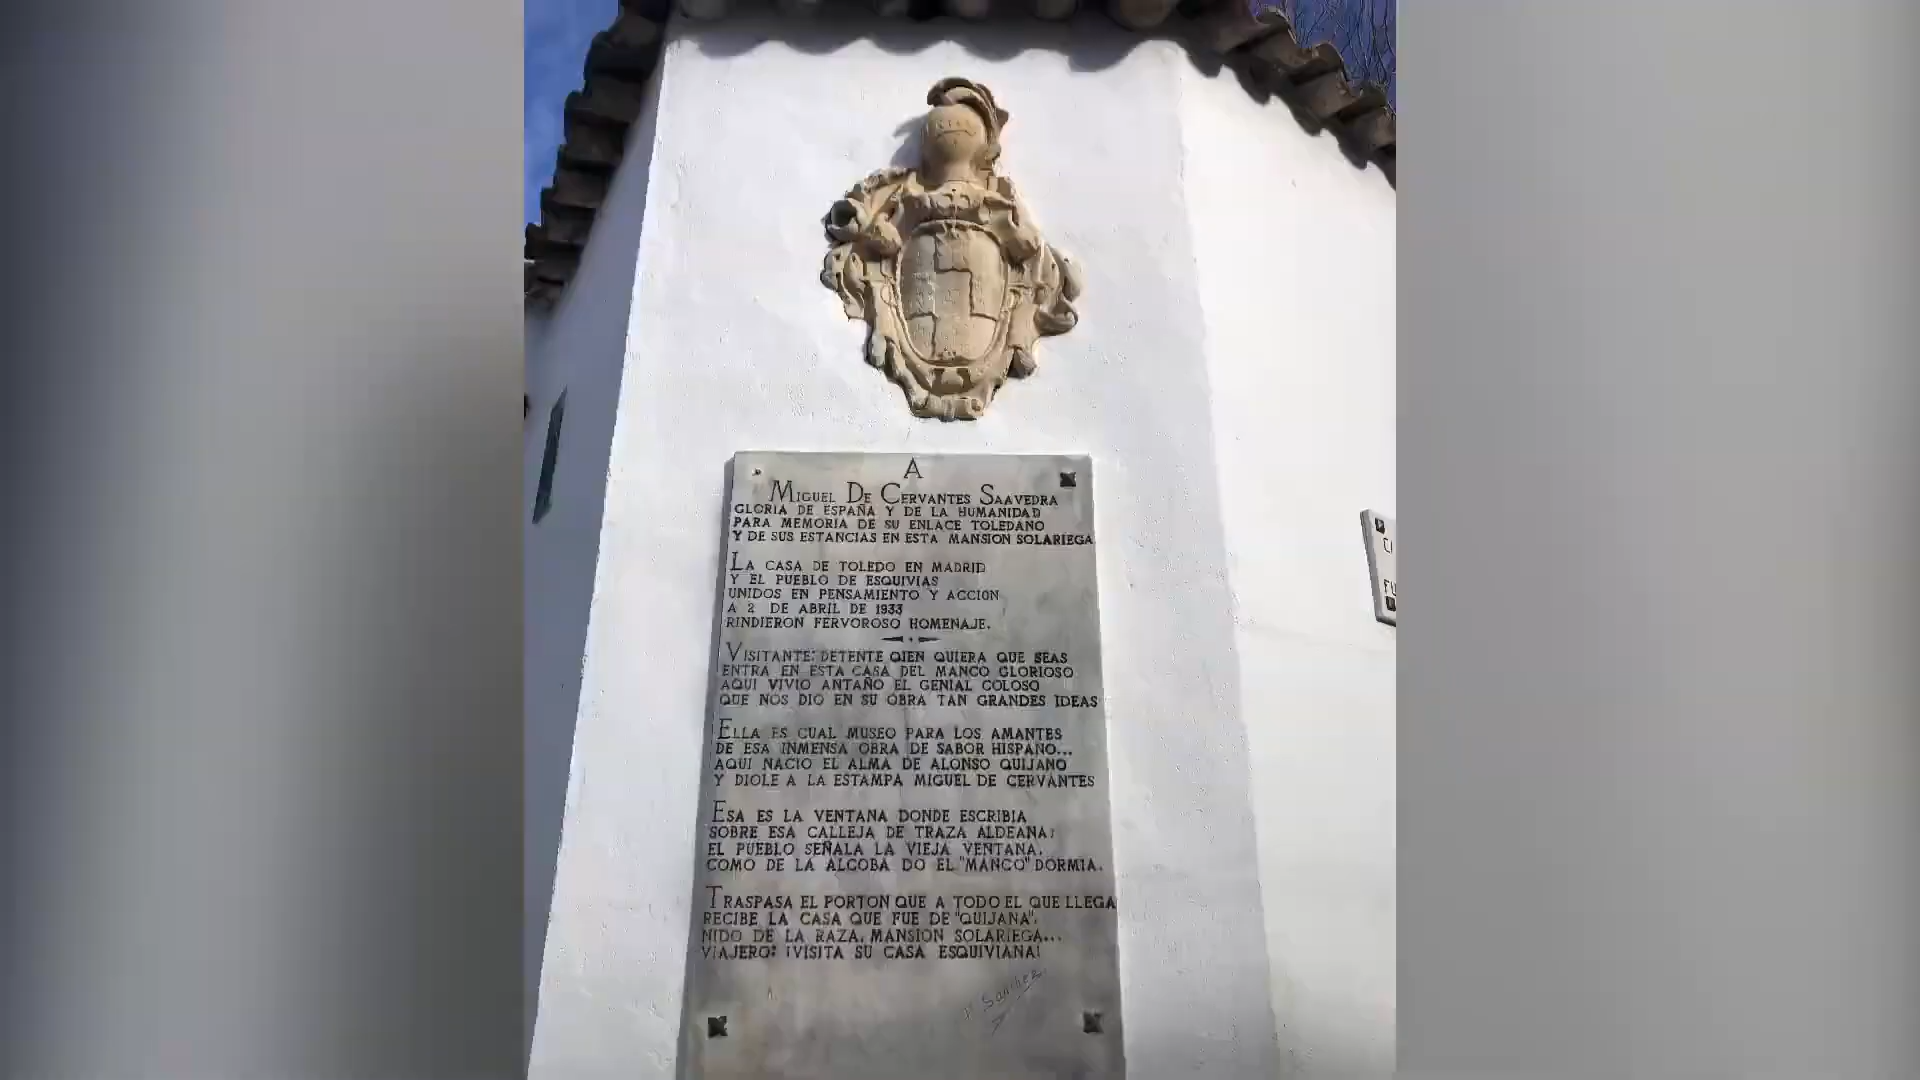 A
MIGUEL DE CERVANTES SAAVEDRA
GLORIA DE ESPAÑA Y DE LA HUMANIDAD
PARA MEMORIA DE SU ENLACE TOLEDANO
Y DE SUS ESTANCIAS EN ESTA MANSION SOLARIEGA
LA CASA DE TOLEDO EN MADRID
Y EL PUEBLO DE ESQUIVIAS
UNIDOS EN PENSAMIENTO Y ACCION
A 2 DE ABRIL DE 1933
RINDIERON FERVOROSO HOMENAJE.
VISITANTE: DETENTE QIEN QUIERA QUE SEAS
ENTRA EN ESTA CASA DEL MANCO GLORIOSO
AQUI VIVIO ANTAÑO EL GENIAL COLOSO
QUE NOS DIO EN SU OBRA TAN GRANDES IDEAS
ELLA ES CUAL MUSEO PARA LOS AMANTES
DE ESA INMENSA OBRA DE SABOR HISPANO...
AQUI NACIO EL ALMA DE ALONSO QUIJANO
Y DIOLE A LA ESTAMPA MIGUEL DE CERVANTES
ESA ES LA VENTANA DONDE ESCRIBIA
SOBRE ESA CALLEJA DE TRAZA ALDEANA;
EL PUEBLO SEÑALA LA VIEJA VENTANA.
COMO DE LA ALCOBA DO EL "MANCO" DORMIA.
TRASPASA EL PORTON QUE A TODO EL QUE LLEGA
RECIBE LA CASA QUE FUE DE "QUIJANA".
NIDO DE LA RAZA, MANSION SOLARIEGA...
VIAJERO: ¡VISITA SU CASA ESQUIVIANA!
Sanchez